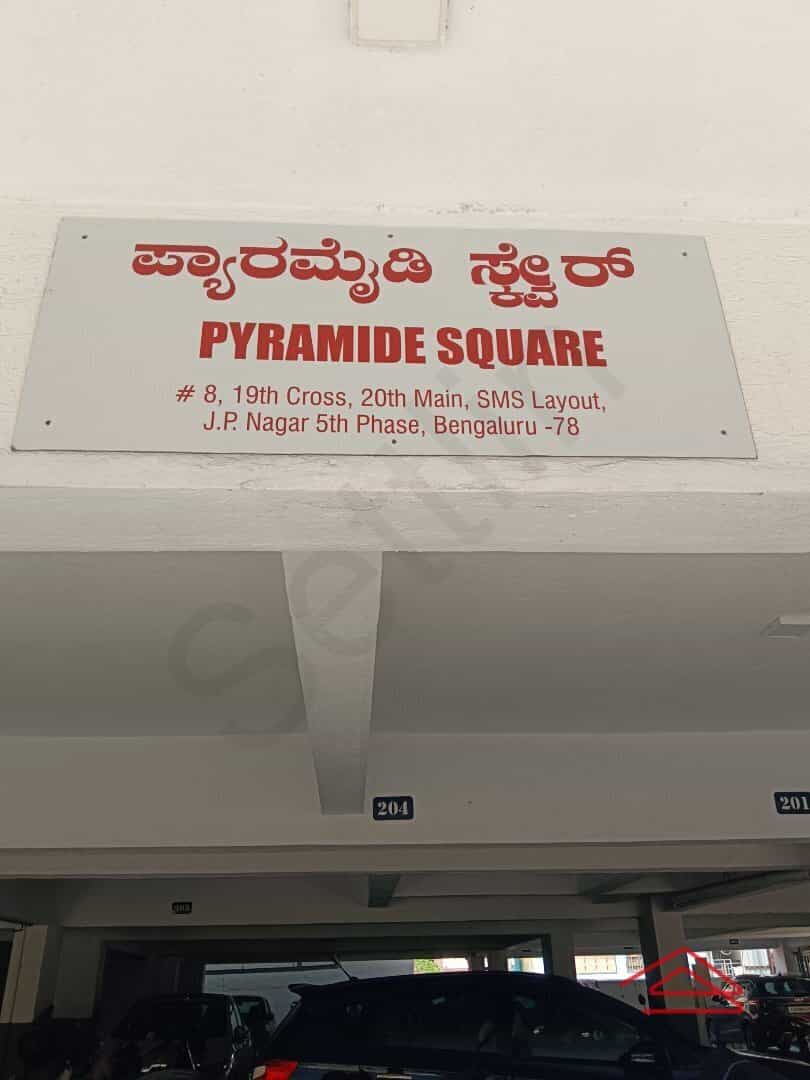 ಪ್ಯಾರಮೈಡಿ ಸ್ಕ್ವೇರ್
PYRAMIDE SQUARE
# 8, 19th Cross, 20th Main, SMS Layout,
J.P. Nagar 5th Phase, Bengaluru -78
204
201